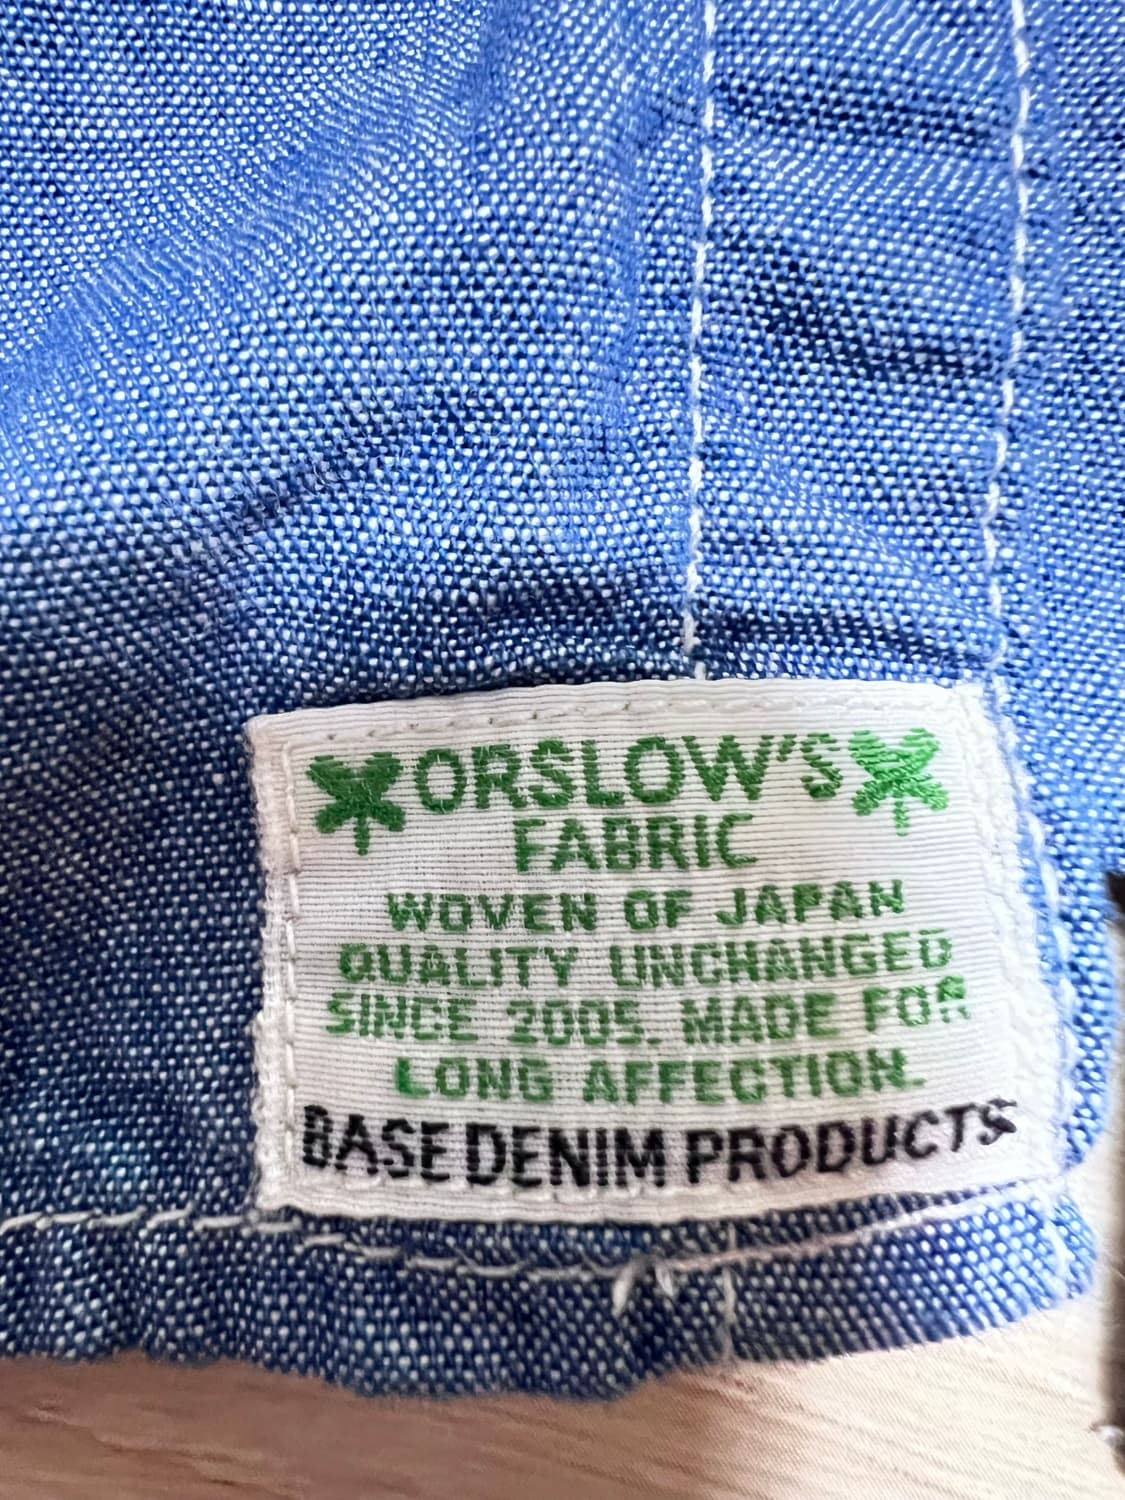 ORSLOW'S
FABRIC
WOVEN OF JAPAN
QUALITY UNCHANGED
SINCE 2005. MADE FOR
LONG AFFECTION.
BASE DENIM PRODUCTS